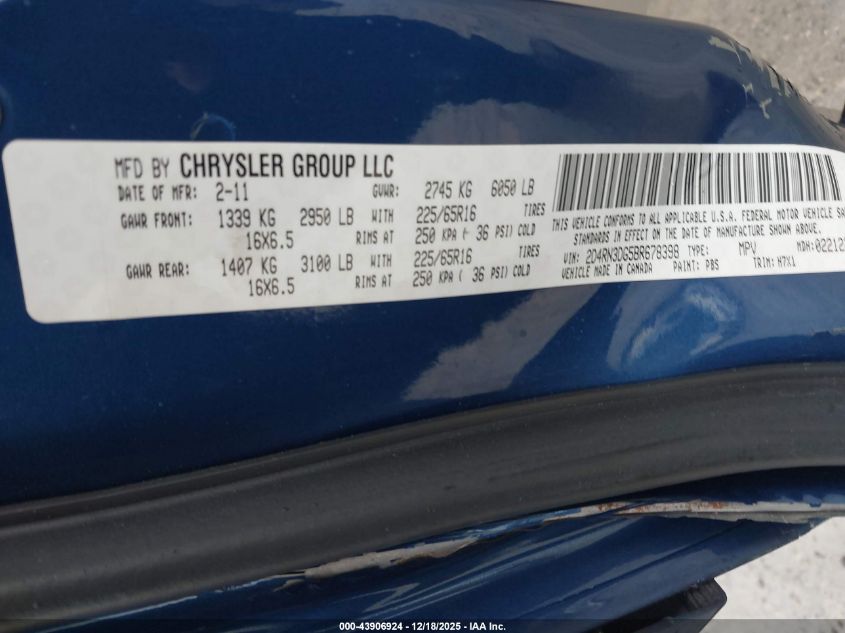 MFD BY CHRYSLER GROUP LLC
DATE OF MFR: 2-11 GVWR: 2745 KG 6050 LB
GAWR FRONT: 1339 KG 2950 LB WITH 225/65R16 TIRES
16X6.5 RIMS AT 250 KPA ( 36 PSI) COLD
GAWR REAR: 1407 KG 3100 LB WITH 225/65R16 TIRES
16X6.5 RIMS AT 250 KPA ( 36 PSI) COLD
THIS VEHICLE CONFORMS TO ALL APPLICABLE U.S.A. FEDERAL MOTOR VEHICLE
STANDARDS IN EFFECT ON THE DATE OF MANUFACTURE SHOWN ABOVE.
VIN: 2D4RN3DG5BR678398 TYPE: MPV MDH: 02212
VEHICLE MADE IN CANADA PAINT: PBS TRIM: H7X1
000-43906924 - 12/18/2025 - IAA Inc.